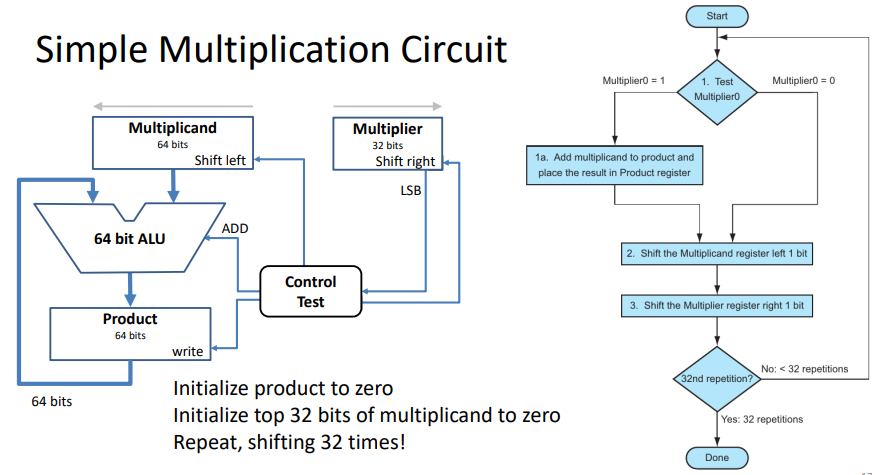 Simple Multiplication Circuit
Multiplicand
64 bits
Shift left
Multiplier
32 bits
Shift right
LSB
64 bit ALU
ADD
Control
Test
Product
64 bits
write
64 bits
Initialize product to zero
Initialize top 32 bits of multiplicand to zero
Repeat, shifting 32 times!
Start
Multiplier0 = 1
1. Test
Multiplier0
Multiplier0 = 0
1a. Add multiplicand to product and
place the result in Product register
2. Shift the Multiplicand register left 1 bit
3. Shift the Multiplier register right 1 bit
32nd repetition?
No: < 32 repetitions
Yes: 32 repetitions
Done